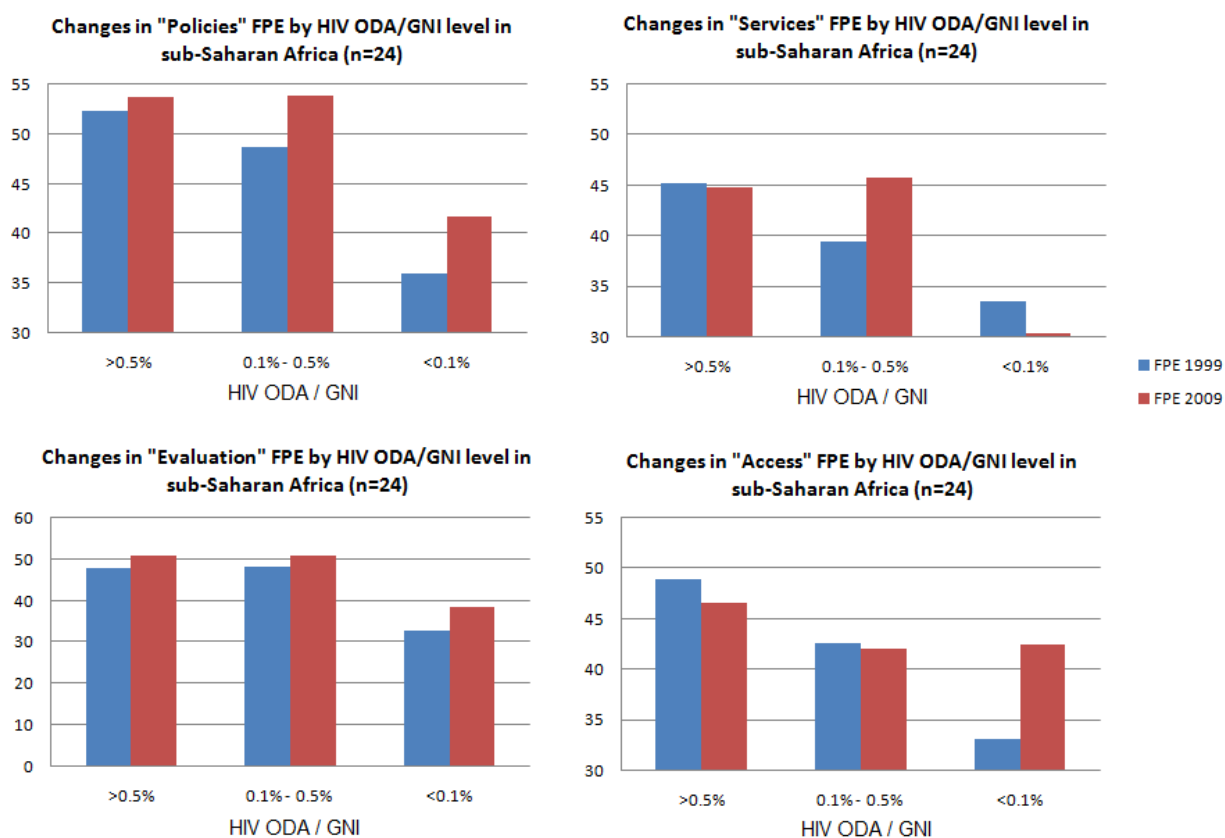 Changes in "Policies" FPE by HIV ODA/GNI level in
sub-Saharan Africa (n=24)
55
50
45
40
35
30
>0.5%
0.1% - 0.5%
<0.1%
HIV ODA / GNI
Changes in "Services" FPE by HIV ODA/GNI level in
sub-Saharan Africa (n=24)
55
50
45
40
35
30
>0.5%
0.1% - 0.5%
<0.1%
HIV ODA / GNI
FPE 1999
FPE 2009
Changes in "Evaluation" FPE by HIV ODA/GNI level in
sub-Saharan Africa (n=24)
60
50
40
30
20
10
0
>0.5%
0.1% - 0.5%
<0.1%
HIV ODA / GNI
Changes in "Access" FPE by HIV ODA/GNI level in
sub-Saharan Africa (n=24)
55
50
45
40
35
30
>0.5%
0.1% - 0.5%
<0.1%
HIV ODA / GNI